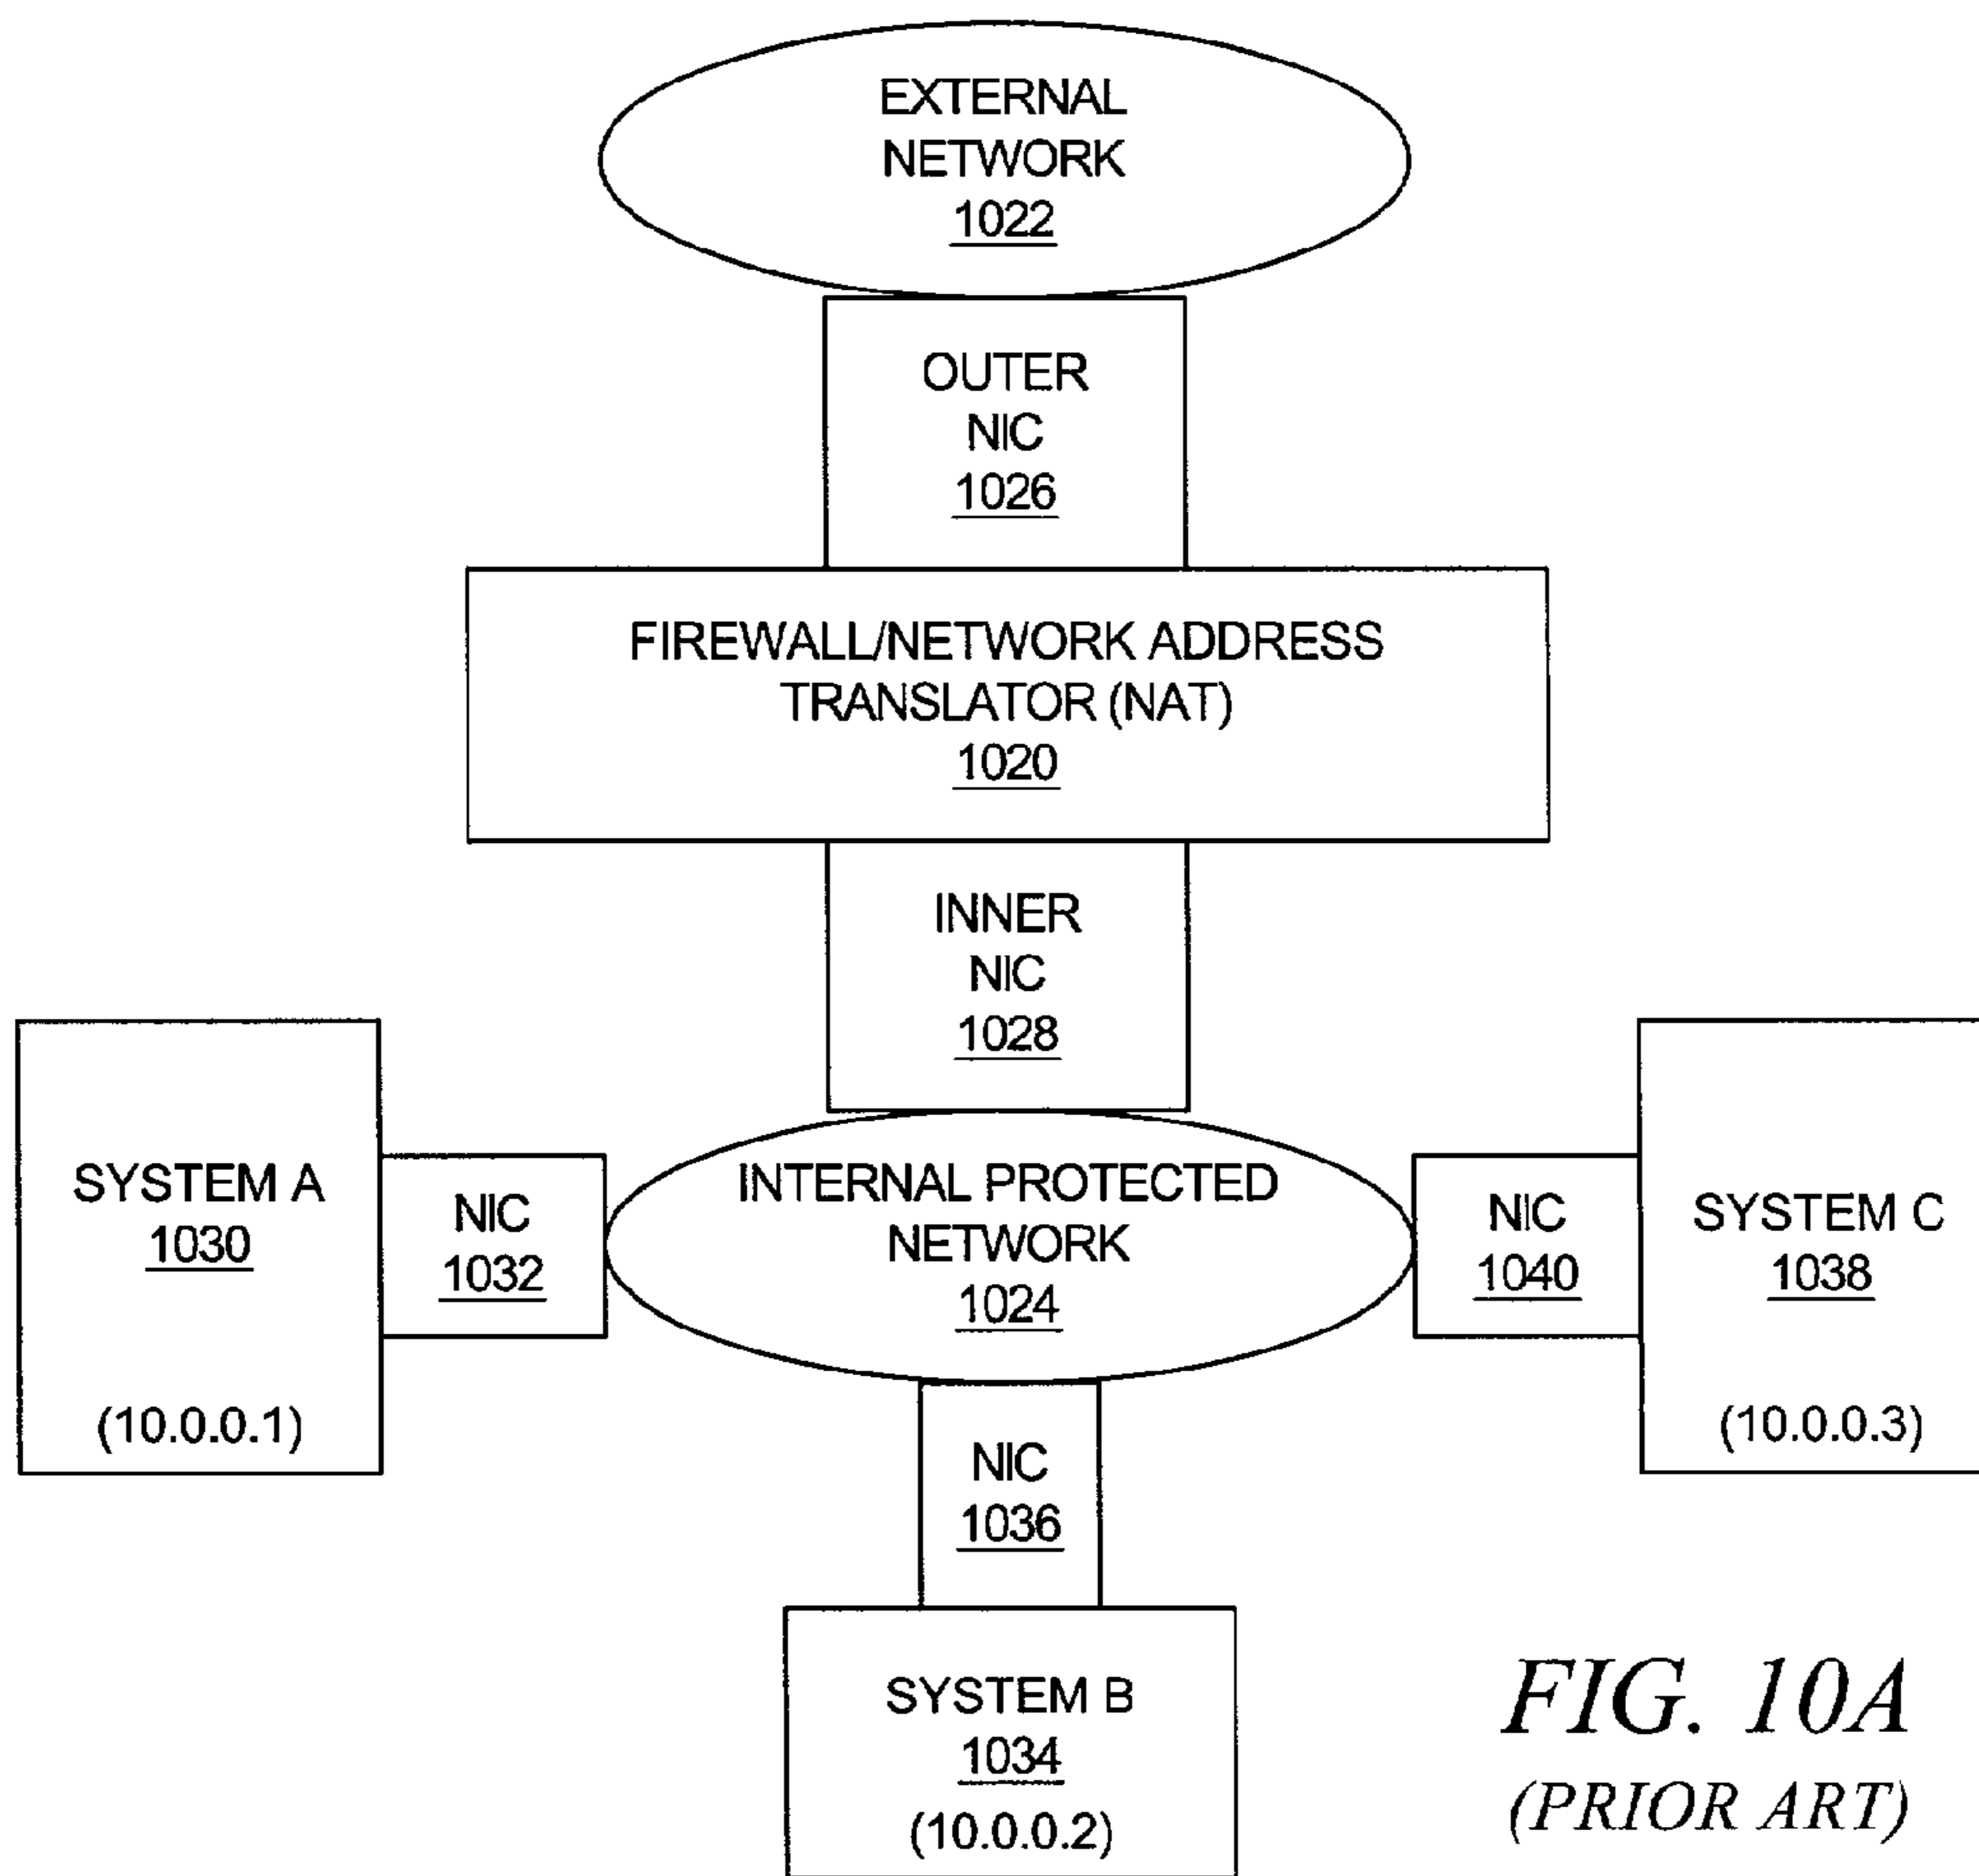 EXTERNAL
NETWORK
1022
OUTER
NIC
1026
FIREWALL/NETWORK ADDRESS
TRANSLATOR (NAT)
1020
INNER
NIC
1028
SYSTEM A
1030
(10.0.0.1)
NIC
1032
INTERNAL PROTECTED
NETWORK
1024
NIC
1040
SYSTEM C
1038
(10.0.0.3)
NIC
1036
SYSTEM B
1034
(10.0.0.2)
FIG. 10A
(PRIOR ART)